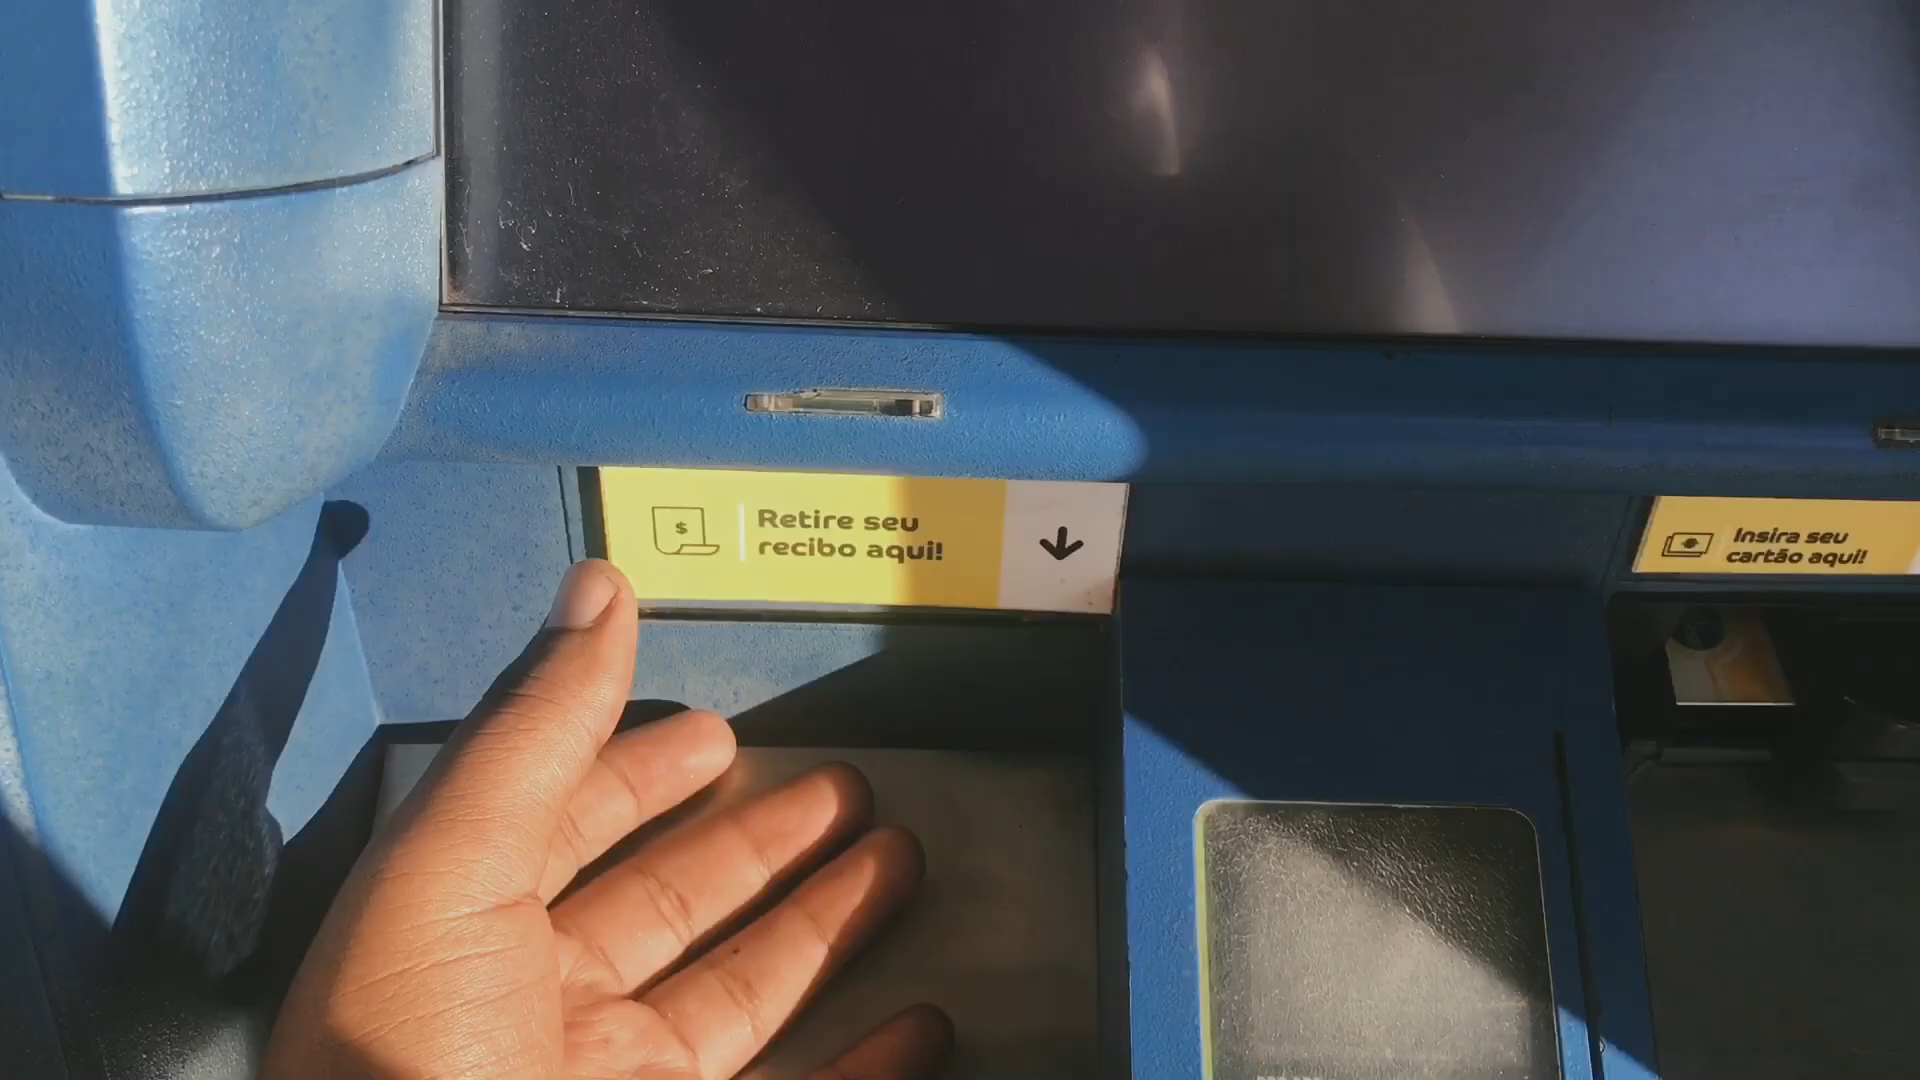 $
Retire seu
recibo aqui!
Insira seu
cartão aqui!